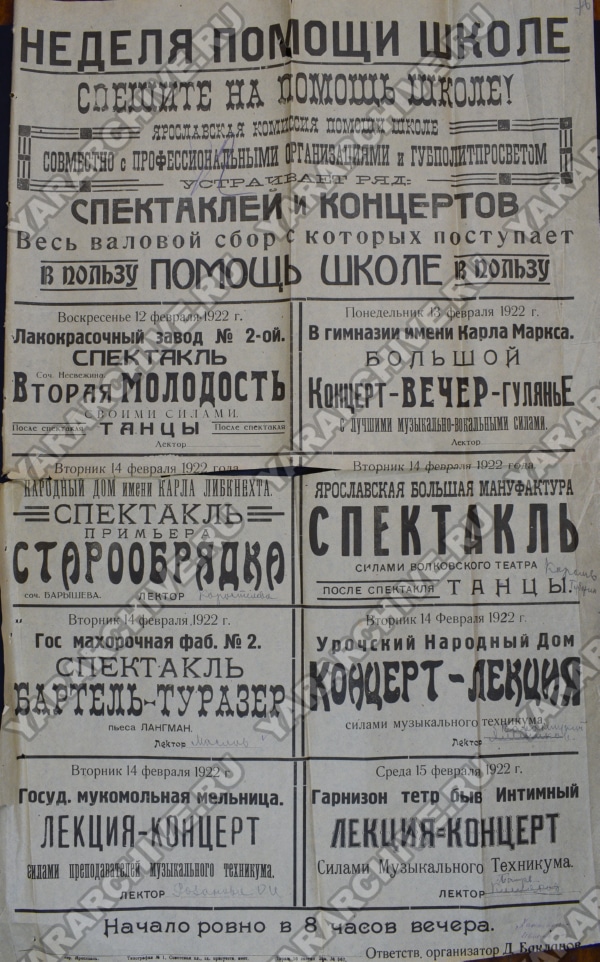 НЕДЕЛЯ ПОМОЩИ ШКОЛЕ
СПЕШИТЕ НА ПОМОЩЬ ШКОЛЕ!
ЯРОСЛАВСКАЯ КОМИССИЯ ПОМОЩИ ШКОЛЕ
СОВМЕСТНО с ПРОФЕССИОНАЛЬНЫМИ ОРГАНИЗАЦИЯМИ и ГУБПОЛИТПРОСВЕТОМ
УСТРАИВАЕТ РЯД:
СПЕКТАКЛЕЙ и КОНЦЕРТОВ
Весь валовой сбор с которых поступает
В ПОЛЬЗУ ПОМОЩЬ ШКОЛЕ В ПОЛЬЗУ
Воскресенье 12 февраля 1922 г.
Лакокрасочный завод № 2-ой.
СПЕКТАКЛЬ
Соч. Несвежина
ВТОРАЯ МОЛОДОСТЬ
СВОИМИ СИЛАМИ.
После спектакля ТАНЦЫ После спектакля
Лектор
Понедельник 13 февраля 1922 г.
В гимназии имени Карла Маркса.
БОЛЬШОЙ
КОНЦЕРТ-ВЕЧЕР-ГУЛЯНЬЕ
с лучшими музыкально-вокальными силами.
Лектор
Вторник 14 февраля 1922 года
НАРОДНЫЙ ДОМ имени КАРЛА ЛИБКНЕХТА.
СПЕКТАКЛЬ
ПРИМЬЕРА
СТАРООБРЯДКА
соч. БАРЫШЕВА. ЛЕКТОР
Вторник 14 февраля 1922 года.
ЯРОСЛАВСКАЯ БОЛЬШАЯ МАНУФАКТУРА
СПЕКТАКЛЬ
СИЛАМИ ВОЛКОВСКОГО ТЕАТРА
ПОСЛЕ СПЕКТАКЛЯ ТАНЦЫ.
Вторник 14 февраля 1922 г.
Гос махорочная фаб. № 2.
СПЕКТАКЛЬ
БАРТЕЛЬ-ТУРАЗЕР
пьеса ЛАНГМАН.
Лектор Маслов
Вторник 14 Февраля 1922 г.
Урочский Народный Дом
КОНЦЕРТ-ЛЕКЦИЯ
силами музыкального техникума.
Лектор
Вторник 14 февраля 1922 г.
Госуд. мукомольная мельница.
ЛЕКЦИЯ-КОНЦЕРТ
силами преподавателей музыкального техникума.
ЛЕКТОР
Среда 15 февраля 1922 г.
Гарнизон тетр быв Интимный
ЛЕКЦИЯ-КОНЦЕРТ
Силами Музыкального Техникума.
ЛЕКТОР
Начало ровно в 8 часов вечера.
Ответств. организатор Д.
YARARCHIVE.RU